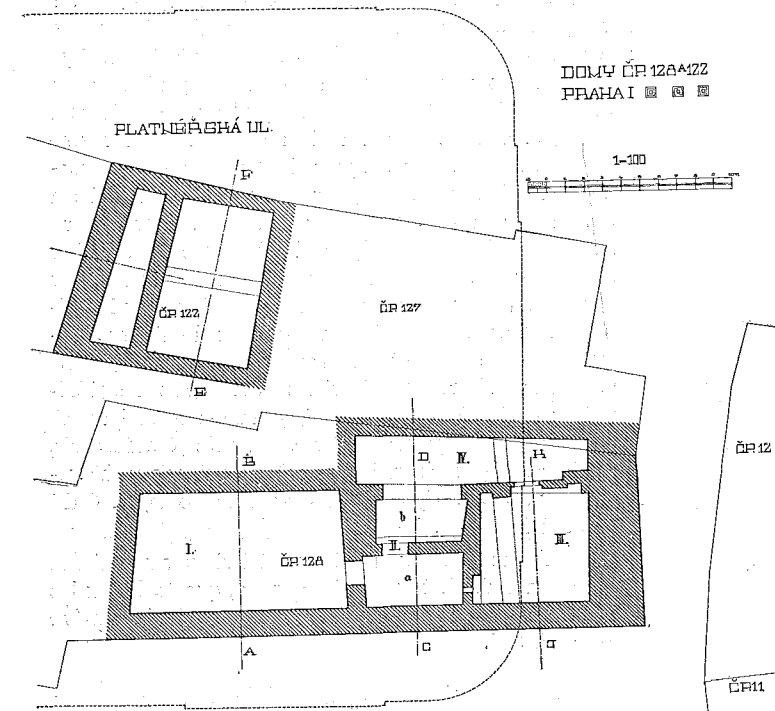 DOMY ČP. 128 A 122
PRAHA I
PLATNÉŘSKÁ UL.
1-100
F
ČP. 122
ČP. 127
E
B
D
IV.
H
ČP. 12
I.
b
II.
III.
ČP. 128
a
A
C
G
ČP. 11